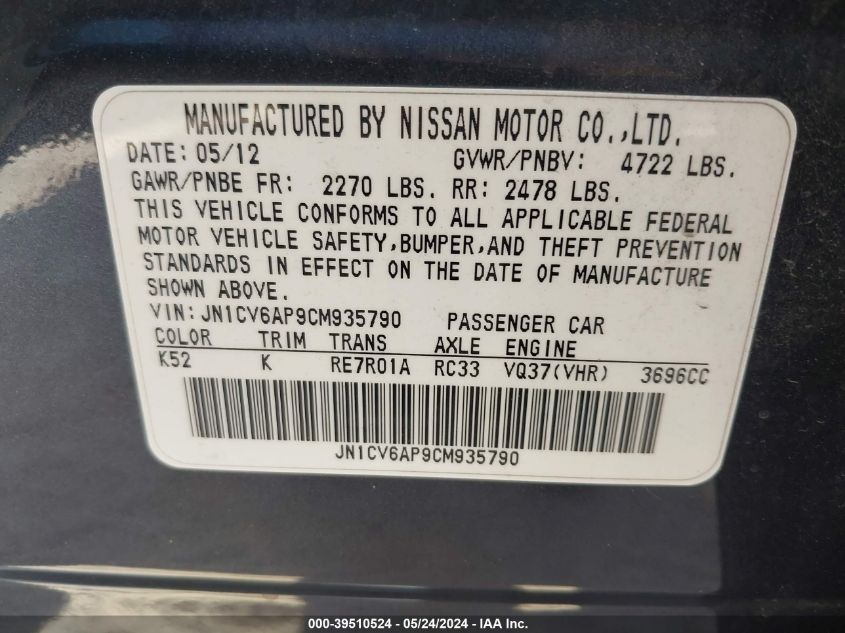 MANUFACTURED BY NISSAN MOTOR CO.,LTD.
DATE: 05/12 GVWR/PNBV: 4722 LBS.
GAWR/PNBE FR: 2270 LBS. RR: 2478 LBS.
THIS VEHICLE CONFORMS TO ALL APPLICABLE FEDERAL
MOTOR VEHICLE SAFETY,BUMPER,AND THEFT PREVENTION
STANDARDS IN EFFECT ON THE DATE OF MANUFACTURE
SHOWN ABOVE.
VIN: JN1CV6AP9CM935790 PASSENGER CAR
COLOR TRIM TRANS AXLE ENGINE
K52 K RE7R01A RC33 VQ37(VHR) 3696CC
JN1CV6AP9CM935790
000-39510524 - 05/24/2024 - IAA Inc.